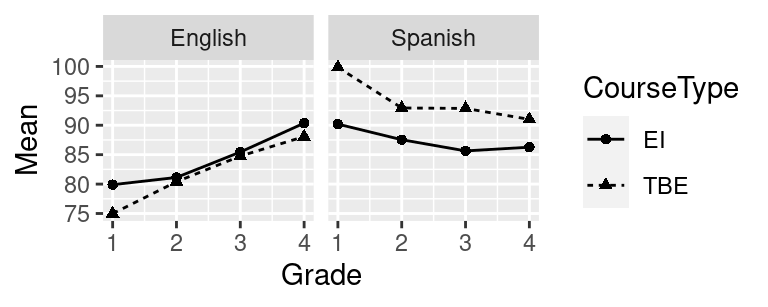 English Spanish
100
95
90
85
80
75
Mean
1 2 3 4 1 2 3 4
Grade
CourseType
EI
TBE